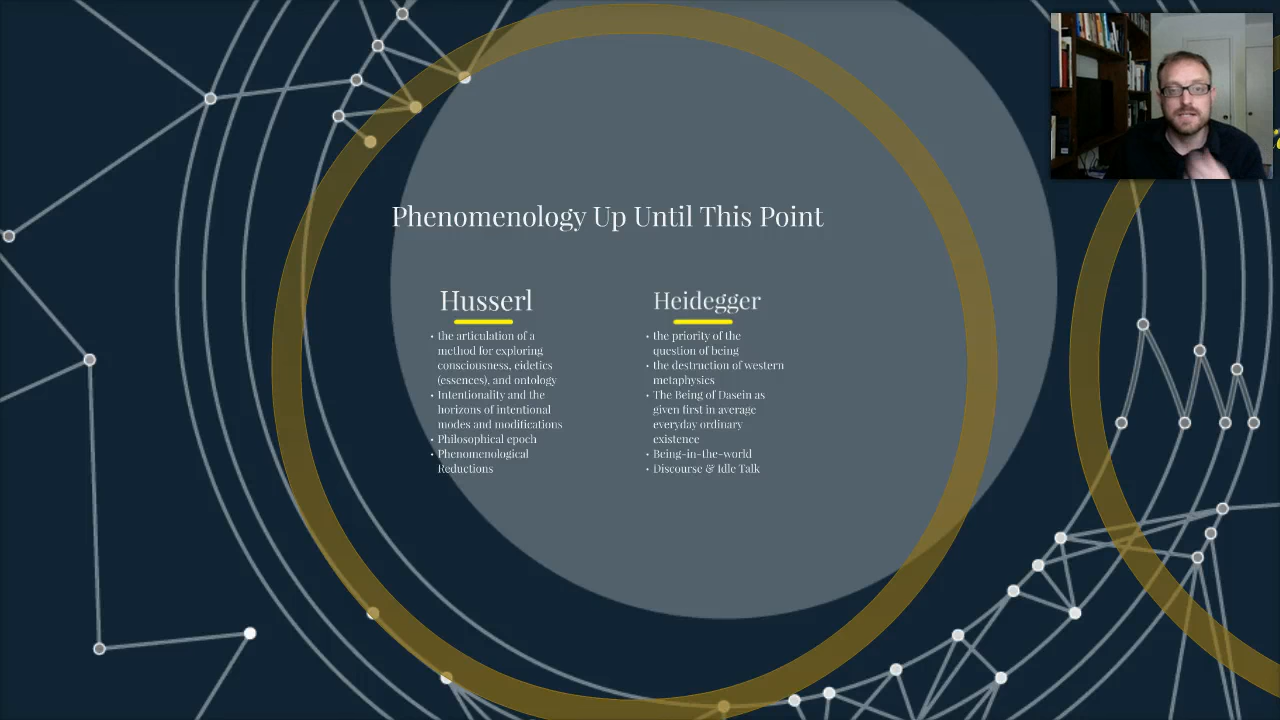 Phenomenology Up Until This Point
Husserl
• the articulation of a
method for exploring
consciousness, eidetics
(essences), and ontology
• Intentionality and the
horizons of intentional
modes and modifications
• Philosophical epoch
• Phenomenological
Reductions
Heidegger
• the priority of the
question of being
• the destruction of western
metaphysics
• The Being of Dasein as
given first in average
everyday ordinary
existence
• Being-in-the-world
• Discourse & Idle Talk